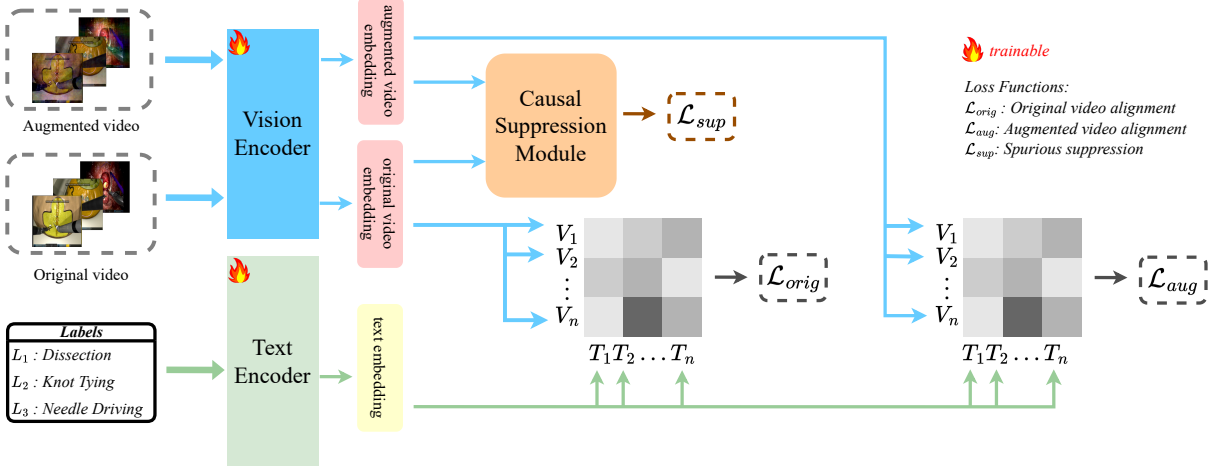 Augmented video
Original video
Labels
L₁ : Dissection
L₂ : Knot Tying
L₃ : Needle Driving
Vision
Encoder
Text
Encoder
augmented video
embedding
original video
embedding
text embedding
Causal
Suppression
Module
ℒsup
V₁
V₂
⋮
Vₙ
T₁ T₂ … Tₙ
ℒorig
V₁
V₂
⋮
Vₙ
T₁ T₂ … Tₙ
ℒaug
trainable
Loss Functions:
ℒorig : Original video alignment
ℒaug: Augmented video alignment
ℒsup: Spurious suppression